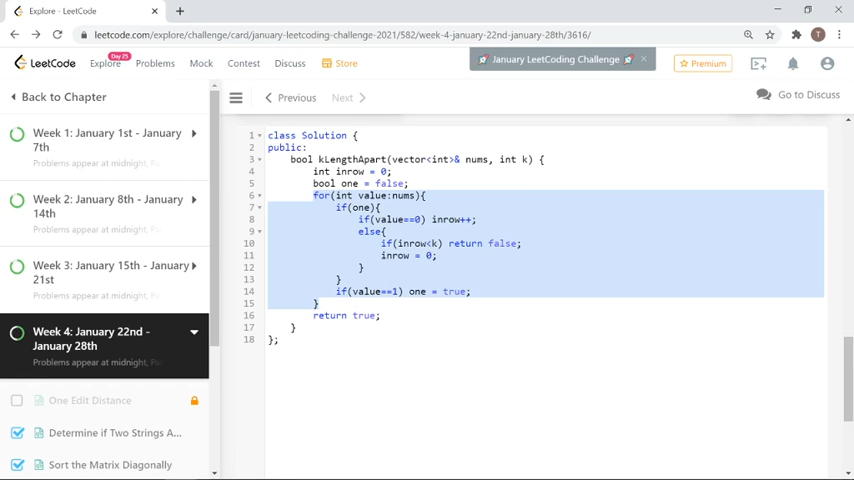 Explore - LeetCode
leetcode.com/explore/challenge/card/january-leetcoding-challenge-2021/582/week-4-january-22nd-january-28th/3616/
T
LeetCode
Explore
Day 25
Problems
Mock
Contest
Discuss
Store
January LeetCoding Challenge
Premium
Back to Chapter
Previous
Next
Go to Discuss
Week 1: January 1st - January
7th
Problems appear at midnight, Pa
Week 2: January 8th - January
14th
Problems appear at midnight, Pa
Week 3: January 15th - January
21st
Problems appear at midnight, Pa
Week 4: January 22nd -
January 28th
Problems appear at midnight, Pa
One Edit Distance
Determine if Two Strings A...
Sort the Matrix Diagonally
1 class Solution {
2 public:
3 bool kLengthApart(vector<int>& nums, int k) {
4 int inrow = 0;
5 bool one = false;
6 for(int value:nums){
7 if(one){
8 if(value==0) inrow++;
9 else{
10 if(inrow<k) return false;
11 inrow = 0;
12 }
13 }
14 if(value==1) one = true;
15 }
16 return true;
17 }
18 };